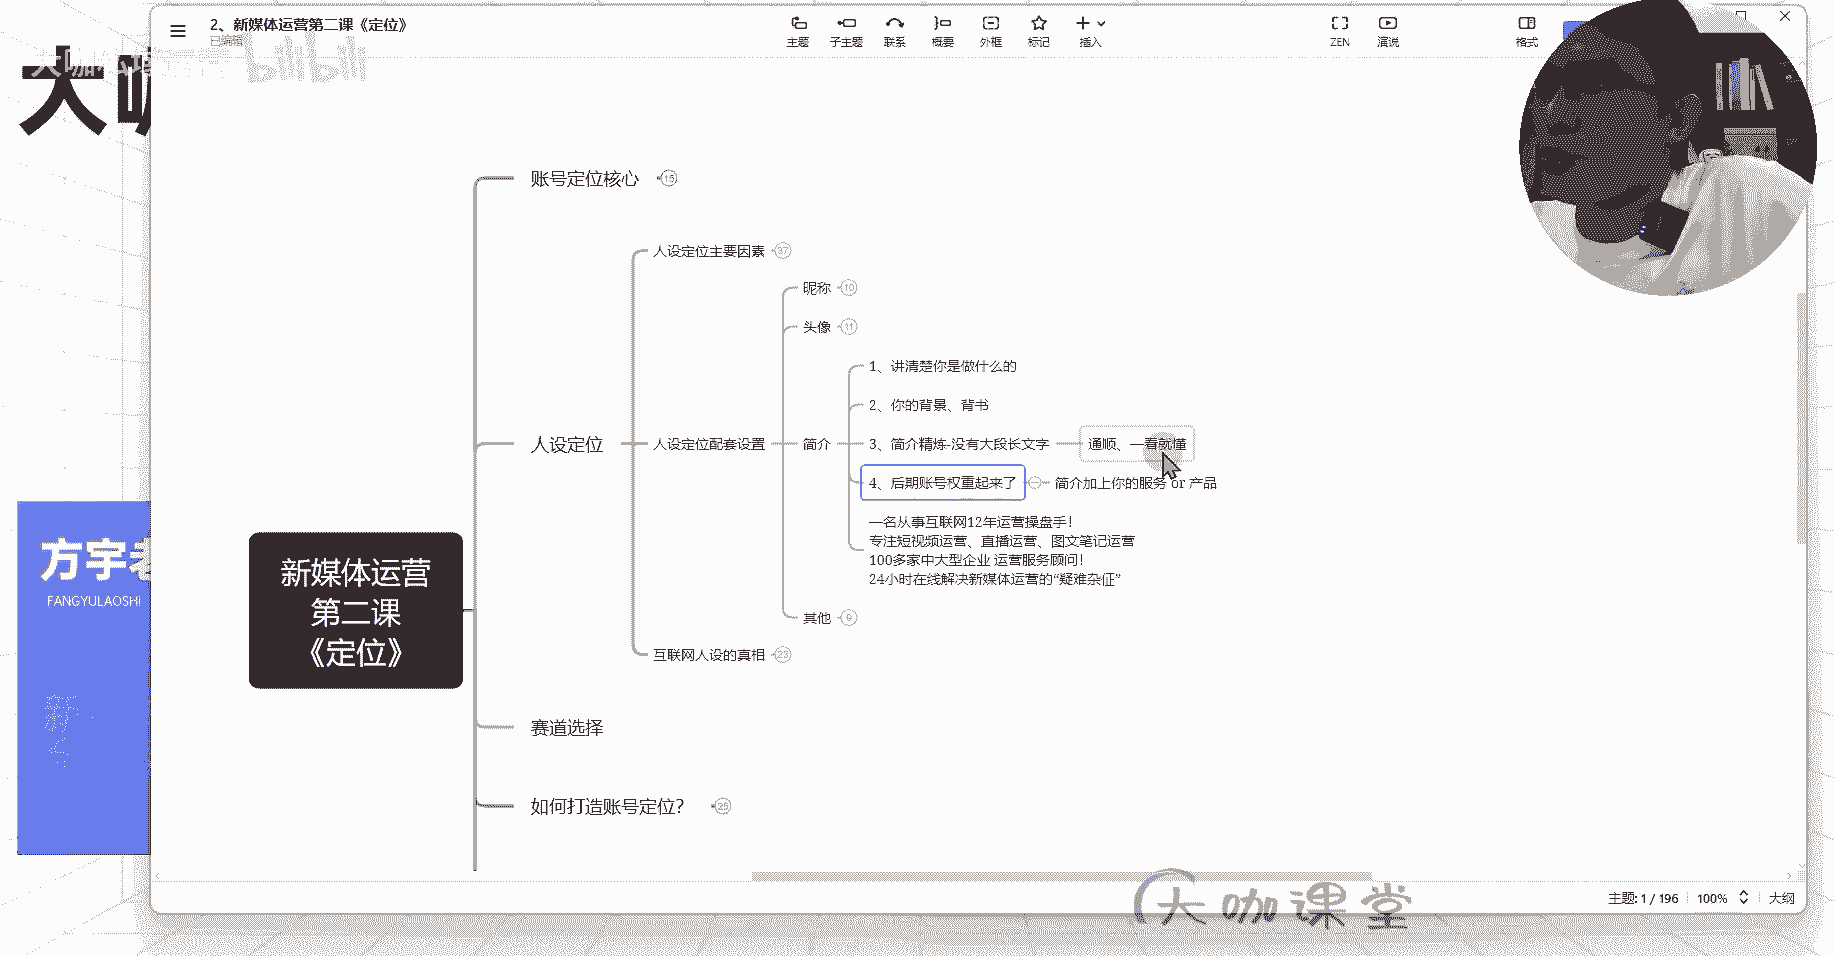 2、新媒体运营第二课《定位》
已编辑
主题
子主题
联系
概要
外框
标记
插入
ZEN
演说
格式
bilibili
大咖
账号定位核心
15
人设定位主要因素
37
昵称
10
头像
11
1、讲清楚你是做什么的
2、你的背景、背书
人设定位
人设定位配套设置
简介
3、简介精炼-没有大段长文字
通顺、一看就懂
4、后期账号权重起来了
简介加上你的服务 or 产品
一名从事互联网12年运营操盘手！
专注短视频运营、直播运营、图文笔记运营
100多家中大型企业 运营服务顾问！
24小时在线解决新媒体运营的“疑难杂征”
其他
9
互联网人设的真相
23
方宇老
FANGYULAOSHI
新媒体运营
第二课
《定位》
赛道选择
如何打造账号定位？
25
大咖课堂
主题: 1 / 196
100%
大纲